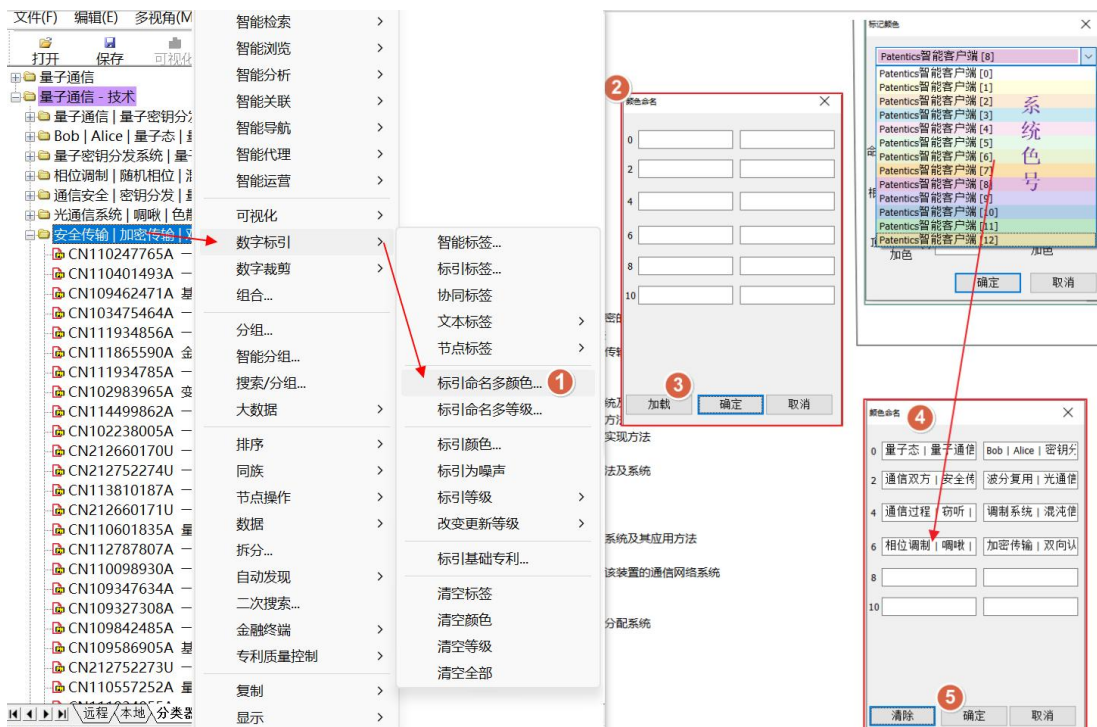 文件(F) 编辑(E) 多视角(M
打开 保存 可视化
量子通信
量子通信 - 技术
量子通信 | 量子密钥分发
Bob | Alice | 量子态 |
量子密钥分发系统 | 量子
相位调制 | 随机相位 |
通信安全 | 密钥分发 |
光通信系统 | 啁啾 | 色散
安全传输 | 加密传输 |
CN110247765A 一
CN110401493A 一
CN109462471A 基
CN103475464A 一
CN111934856A 一
CN111865590A 金
CN111934785A 一
CN102983965A 变
CN114499862A 一
CN102238005A 一
CN212660170U 一
CN212752274U 一
CN113810187A 一
CN212660171U 一
CN110601835A 量
CN112787807A 一
CN110098930A 一
CN109347634A 一
CN109327308A 一
CN109842485A 一
CN109586905A 基
CN212752273U 一
CN110557252A 量
远程 本地 分类器
智能检索
智能浏览
智能分析
智能关联
智能导航
智能代理
智能运营
可视化
数字标引
数字裁剪
组合...
分组...
智能分组...
搜索/分组...
大数据
排序
同族
节点操作
数据
拆分...
自动发现
二次搜索...
金融终端
专利质量控制
复制
显示
智能标签...
标引标签...
协同标签
文本标签
节点标签
标引命名多颜色... 1
标引命名多等级...
标引颜色...
标引为噪声
标引等级
改变更新等级
标引基础专利...
清空标签
清空颜色
清空等级
清空全部
2
颜色命名
0
2
4
6
8
10
3
加载 确定 取消
实现方法
法及系统
系统及其应用方法
该装置的通信网络系统
分配系统
标记颜色
Patentics智能客户端 [8]
Patentics智能客户端 [0]
Patentics智能客户端 [1]
Patentics智能客户端 [2]
Patentics智能客户端 [3]
Patentics智能客户端 [4]
Patentics智能客户端 [5]
Patentics智能客户端 [6]
Patentics智能客户端 [7]
Patentics智能客户端 [8]
Patentics智能客户端 [9]
Patentics智能客户端 [10]
Patentics智能客户端 [11]
Patentics智能客户端 [12]
系统色号
加色 加色
确定 取消
颜色命名 4
0 量子态 | 量子通信 Bob | Alice | 密钥分
2 通信双方 | 安全传 波分复用 | 光通信
4 通信过程 | 窃听 | 调制系统 | 混沌信
6 相位调制 | 啁啾 | 加密传输 | 双向认
8
10
5
清除 确定 取消